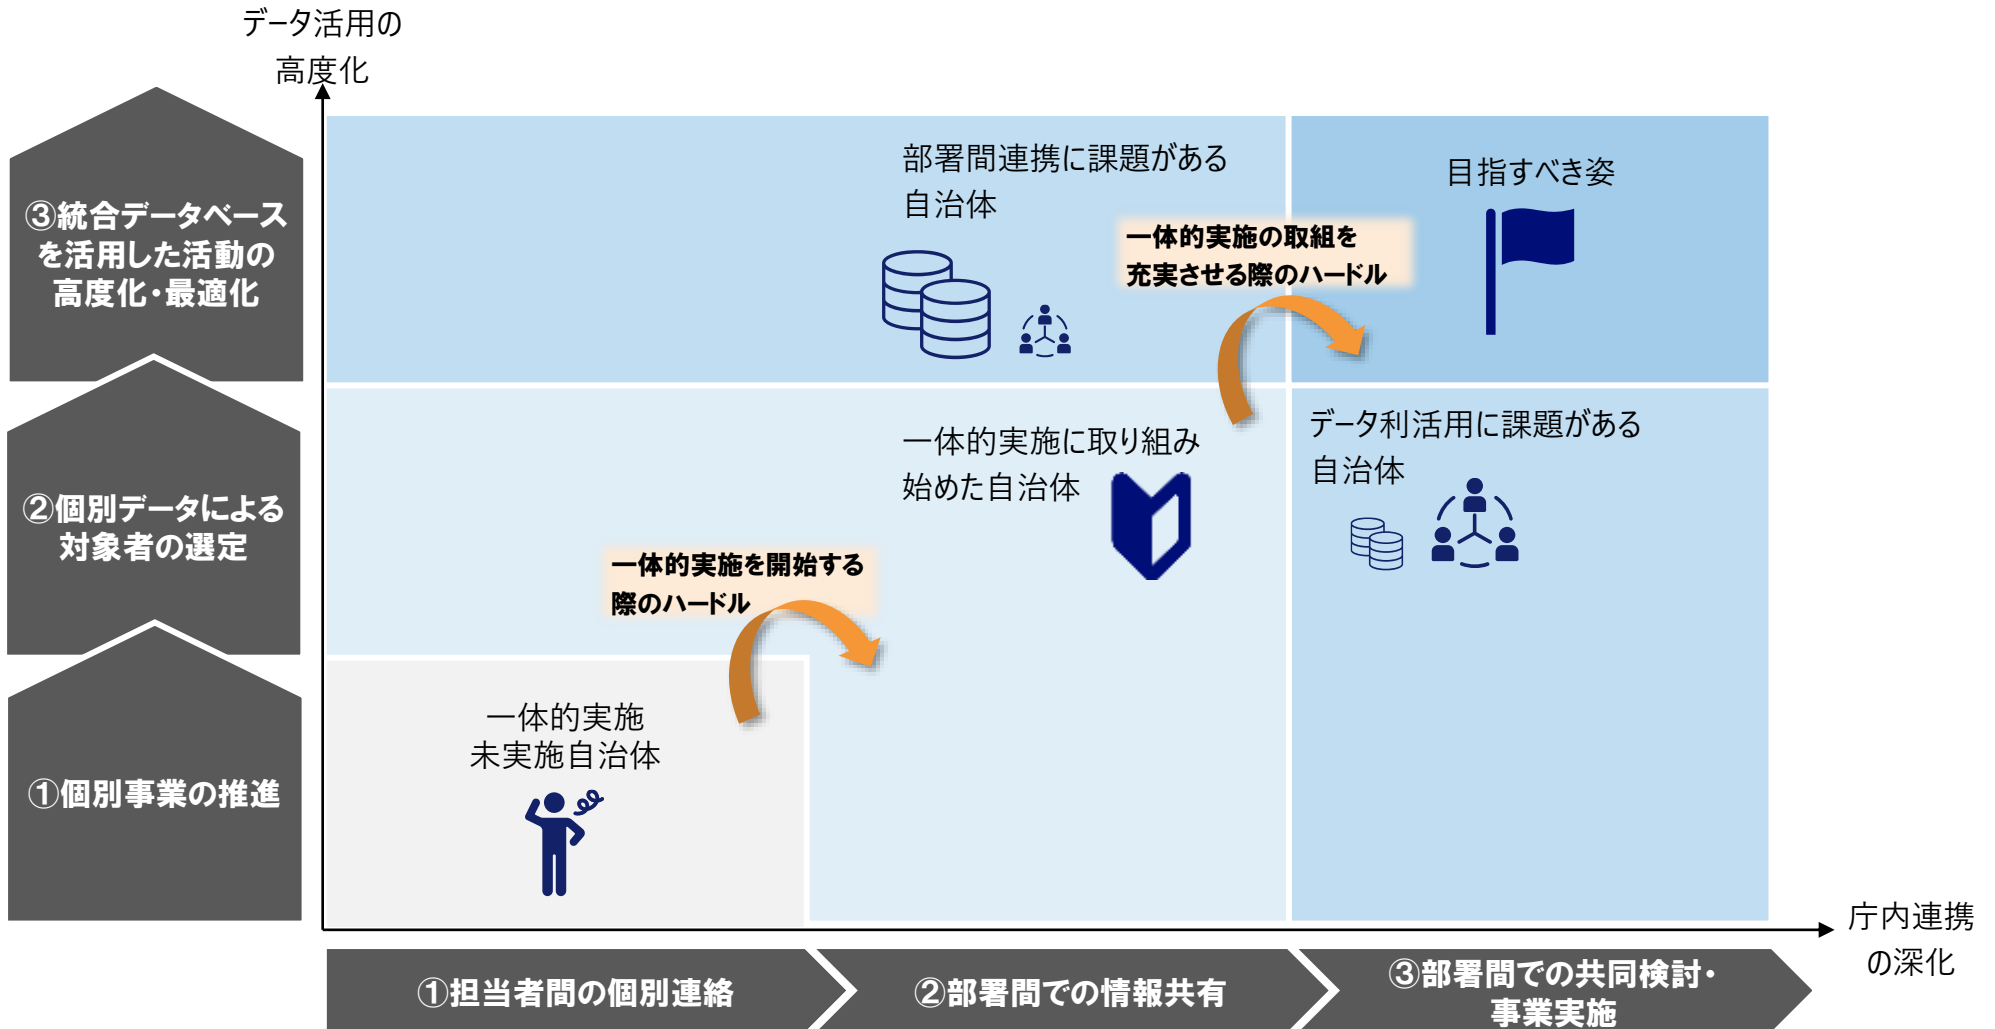 データ活用の
高度化
③統合データベース
を活用した活動の
高度化・最適化
②個別データによる
対象者の選定
①個別事業の推進
部署間連携に課題がある
自治体
目指すべき姿
一体的実施の取組を
充実させる際のハードル
一体的実施に取り組み
始めた自治体
データ利活用に課題がある
自治体
一体的実施を開始する
際のハードル
一体的実施
未実施自治体
庁内連携
の深化
①担当者間の個別連絡
②部署間での情報共有
③部署間での共同検討・
事業実施